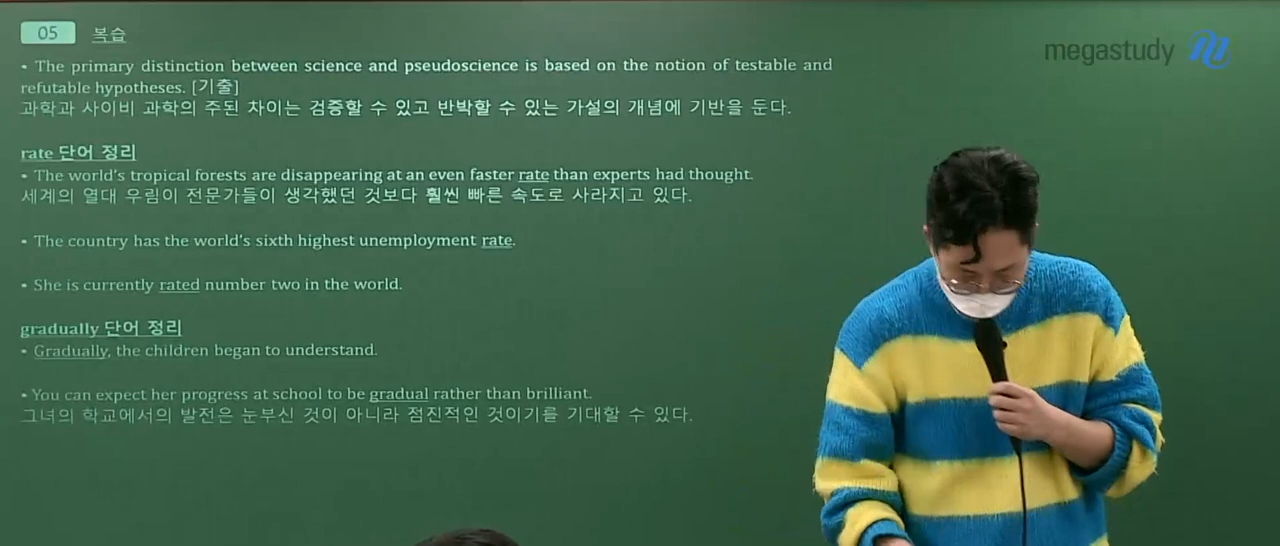 05 복습
megastudy
• The primary distinction between science and pseudoscience is based on the notion of testable and
refutable hypotheses. [기출]
과학과 사이비 과학의 주된 차이는 검증할 수 있고 반박할 수 있는 가설의 개념에 기반을 둔다.
rate 단어 정리
• The world's tropical forests are disappearing at an even faster rate than experts had thought.
세계의 열대 우림이 전문가들이 생각했던 것보다 훨씬 빠른 속도로 사라지고 있다.
• The country has the world's sixth highest unemployment rate.
• She is currently rated number two in the world.
gradually 단어 정리
• Gradually, the children began to understand.
• You can expect her progress at school to be gradual rather than brilliant.
그녀의 학교에서의 발전은 눈부신 것이 아니라 점진적인 것이기를 기대할 수 있다.